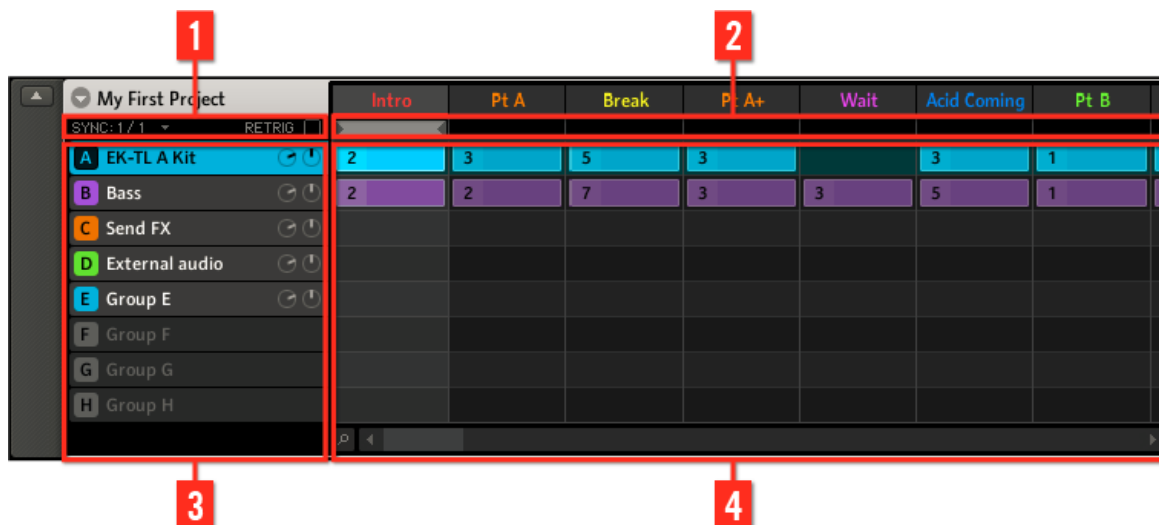 1 2
My First Project Intro Pt A Break Pt A+ Wait Acid Coming Pt B
SYNC: 1 / 1 RETRIG
A EK-TL A Kit 2 3 5 3 3 1
B Bass 2 2 7 3 3 5 1
C Send FX
D External audio
E Group E
F Group F
G Group G
H Group H
3 4